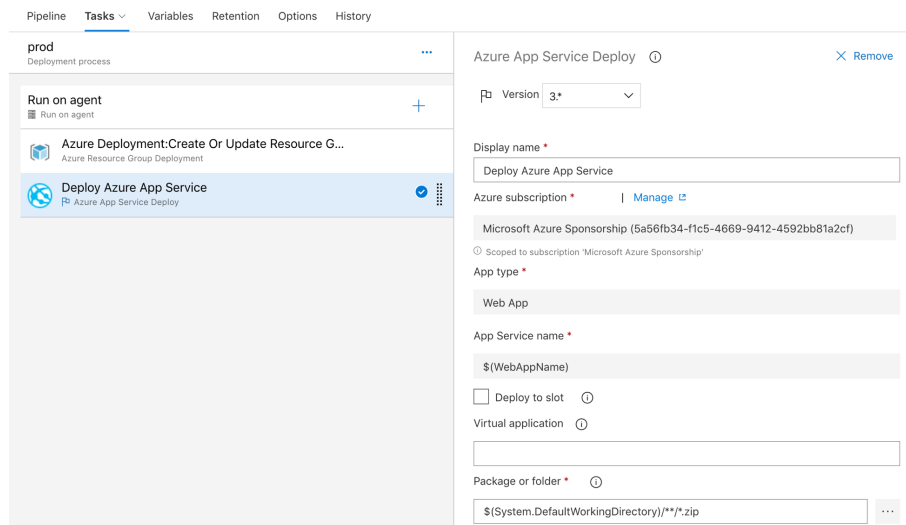 Pipeline Tasks Variables Retention Options History
prod
Deployment process
Run on agent
Run on agent
Azure Deployment:Create Or Update Resource G...
Azure Resource Group Deployment
Deploy Azure App Service
Azure App Service Deploy
Azure App Service Deploy
Remove
Version 3.*
Display name *
Deploy Azure App Service
Azure subscription * | Manage
Microsoft Azure Sponsorship (5a56fb34-f1c5-4669-9412-4592bb81a2cf)
Scoped to subscription 'Microsoft Azure Sponsorship'
App type *
Web App
App Service name *
$(WebAppName)
Deploy to slot
Virtual application
Package or folder *
$(System.DefaultWorkingDirectory)/**/*.zip